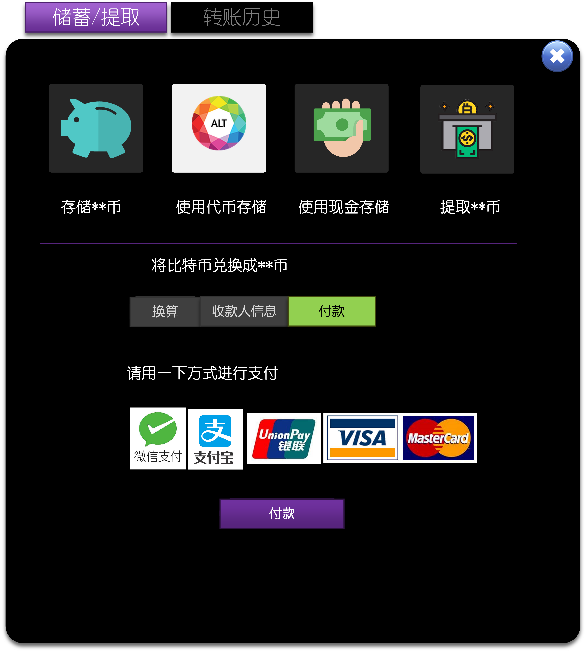 储蓄/提取 转账历史
ALT
存储**币 使用代币存储 使用现金存储 提取**币
将比特币兑换成**币
换算 收款人信息 付款
请用一下方式进行支付
微信支付 支付宝 UnionPay 银联 VISA MasterCard
付款